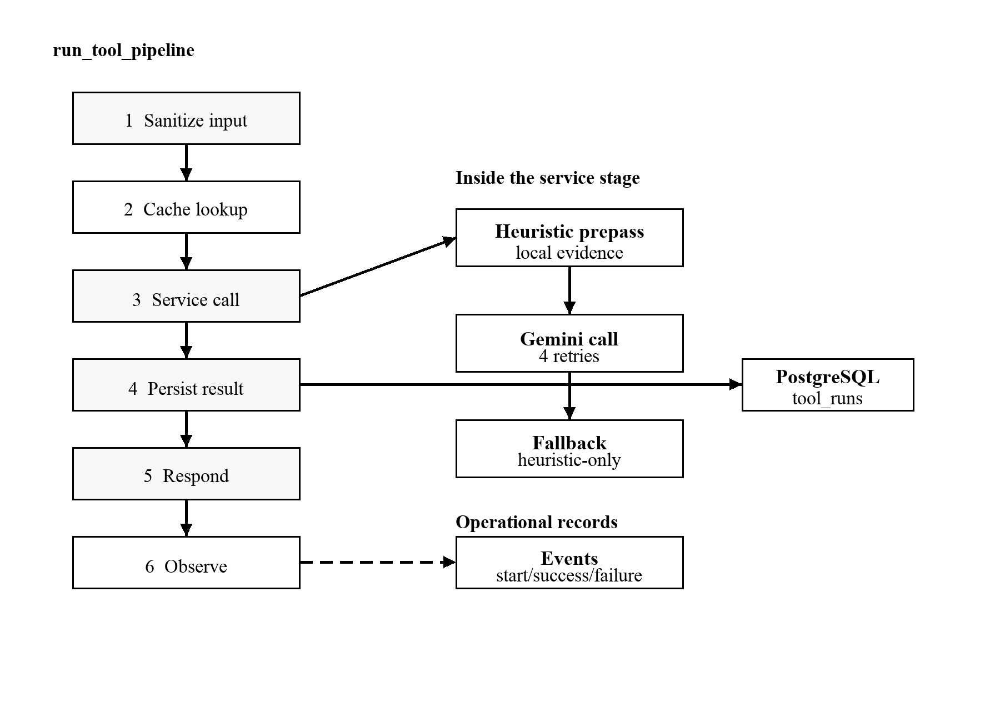 run_tool_pipeline
1 Sanitize input
2 Cache lookup
3 Service call
4 Persist result
5 Respond
6 Observe
Inside the service stage
Heuristic prepass
local evidence
Gemini call
4 retries
Fallback
heuristic-only
PostgreSQL
tool_runs
Operational records
Events
start/success/failure